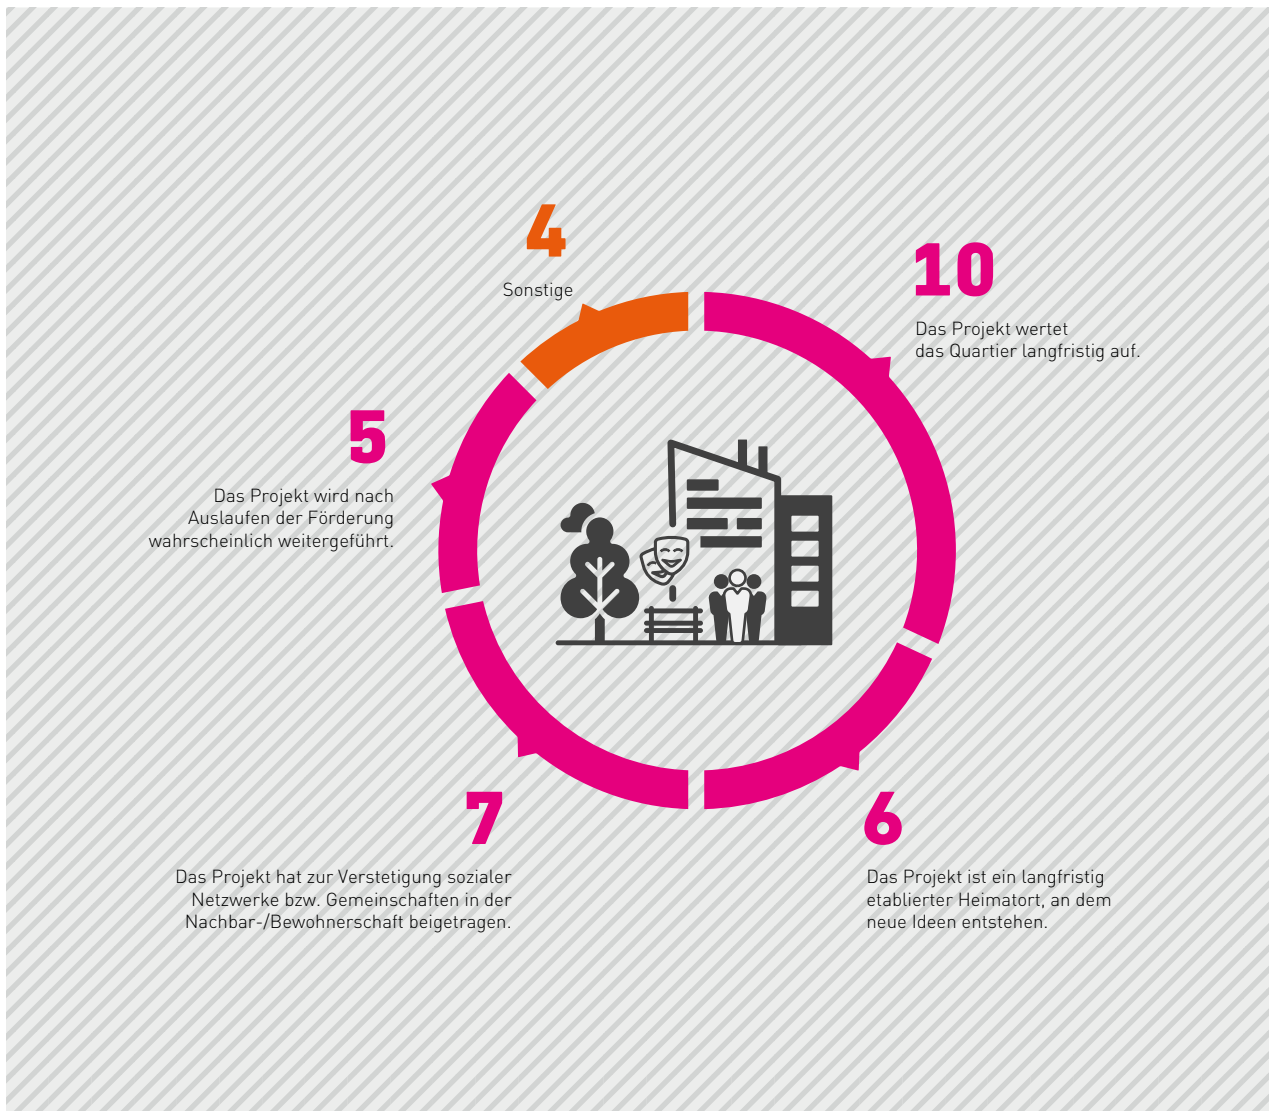 4
Sonstige
10
Das Projekt wertet
das Quartier langfristig auf.
5
Das Projekt wird nach
Auslaufen der Förderung
wahrscheinlich weitergeführt.
7
Das Projekt hat zur Verstetigung sozialer
Netzwerke bzw. Gemeinschaften in der
Nachbar-/Bewohnerschaft beigetragen.
6
Das Projekt ist ein langfristig
etablierter Heimatort, an dem
neue Ideen entstehen.